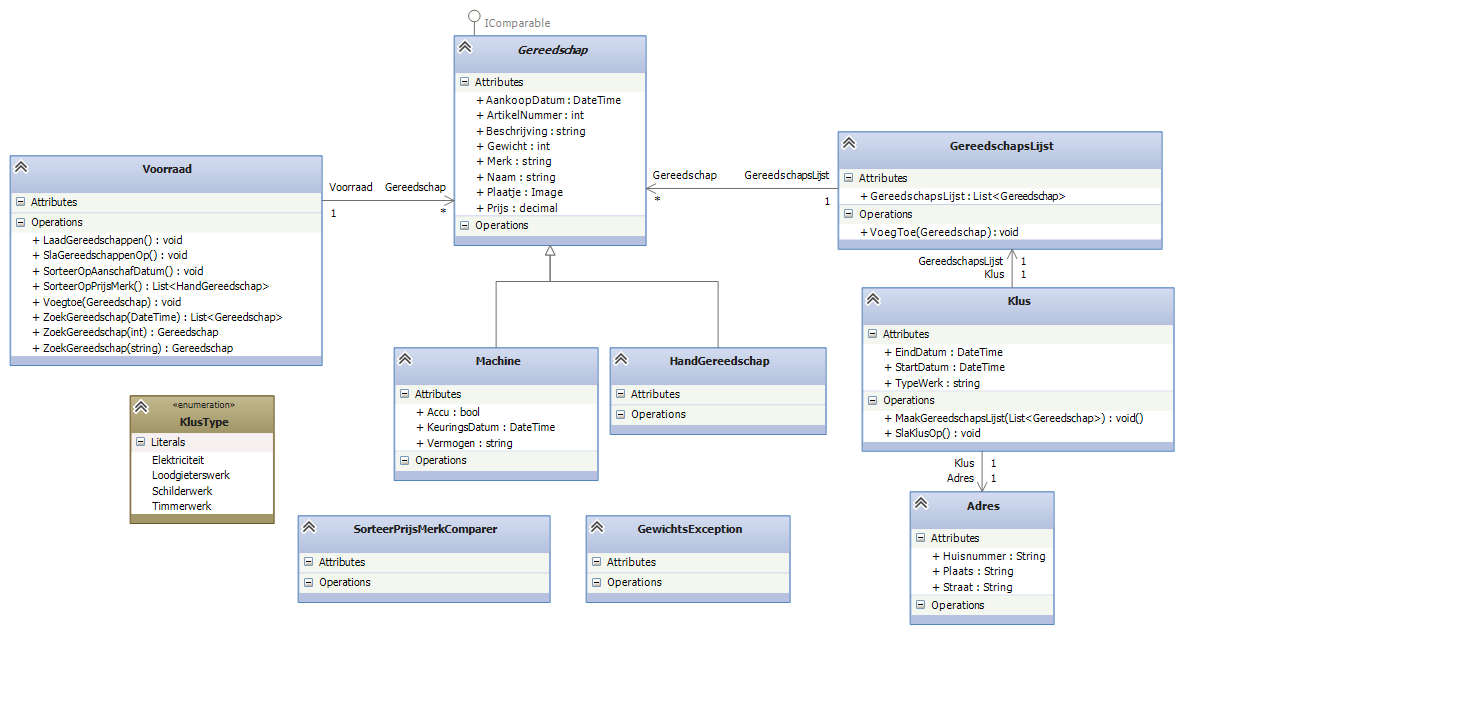 IComparable
Gereedschap
Attributes
+ AankoopDatum : DateTime
+ ArtikelNummer : int
+ Beschrijving : string
+ Gewicht : int
+ Merk : string
+ Naam : string
+ Plaatje : Image
+ Prijs : decimal
Operations
Voorraad
Attributes
Operations
+ LaadGereedschappen() : void
+ SlaGereedschappenOp() : void
+ SorteerOpAanschafDatum() : void
+ SorteerOpPrijsMerk() : List<HandGereedschap>
+ Voegtoe(Gereedschap) : void
+ ZoekGereedschap(DateTime) : List<Gereedschap>
+ ZoekGereedschap(int) : Gereedschap
+ ZoekGereedschap(string) : Gereedschap
Voorraad Gereedschap
1 *
Gereedschap GereedschapsLijst
* 1
GereedschapsLijst
Attributes
+ GereedschapsLijst : List<Gereedschap>
Operations
+ VoegToe(Gereedschap) : void
GereedschapsLijst 1
Klus 1
Klus
Attributes
+ EindDatum : DateTime
+ StartDatum : DateTime
+ TypeWerk : string
Operations
+ MaakGereedschapsLijst(List<Gereedschap>) : void()
+ SlaKlusOp() : void
Klus 1
Adres 1
Adres
Attributes
+ Huisnummer : String
+ Plaats : String
+ Straat : String
Operations
Machine
Attributes
+ Accu : bool
+ KeuringsDatum : DateTime
+ Vermogen : string
Operations
HandGereedschap
Attributes
Operations
«enumeration»
KlusType
Literals
Elektriciteit
Loodgieterswerk
Schilderwerk
Timmerwerk
SorteerPrijsMerkComparer
Attributes
Operations
GewichtsException
Attributes
Operations